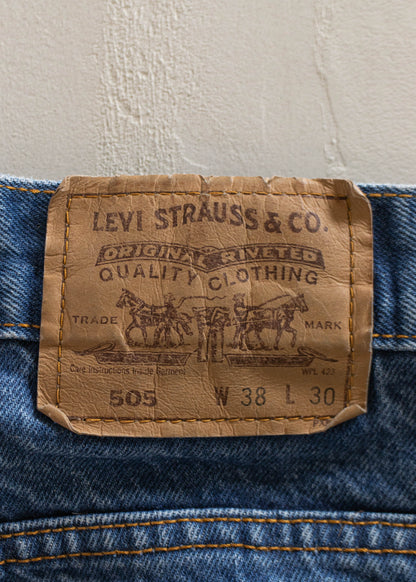 LEVI STRAUSS & CO.
ORIGINAL RIVETED
QUALITY CLOTHING
TRADE MARK
Care Instructions Inside Garment WPL 423
505 W 38 L 30